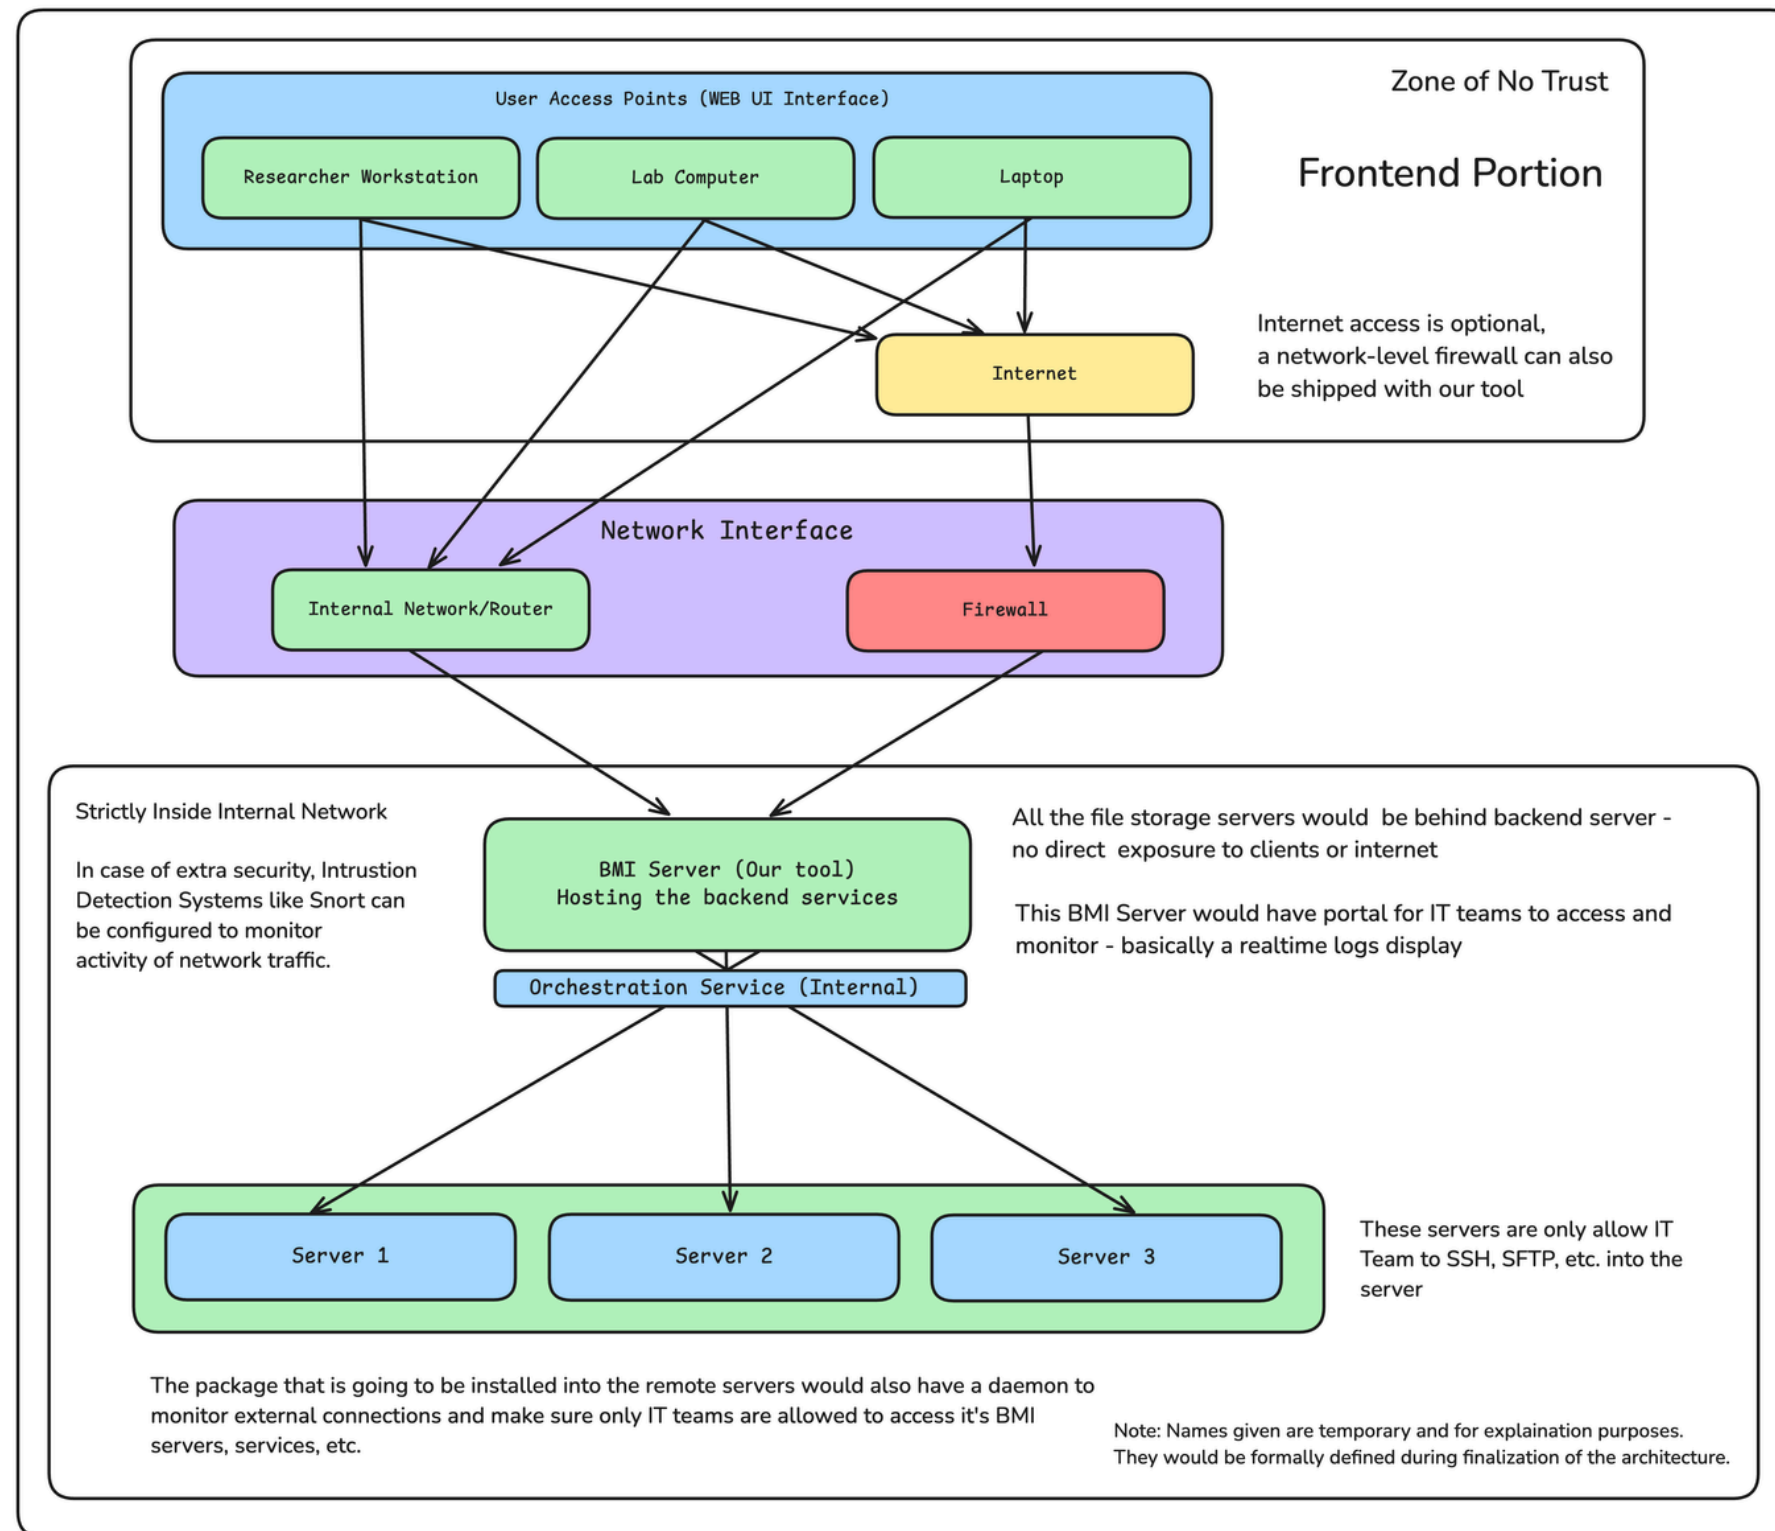 Zone of No Trust
User Access Points (WEB UI Interface)
Researcher Workstation
Lab Computer
Laptop
Frontend Portion
Internet access is optional,
a network-level firewall can also
be shipped with our tool
Internet
Network Interface
Internal Network/Router
Firewall
Strictly Inside Internal Network
In case of extra security, Intrustion
Detection Systems like Snort can
be configured to monitor
activity of network traffic.
BMI Server (Our tool)
Hosting the backend services
All the file storage servers would be behind backend server -
no direct exposure to clients or internet
This BMI Server would have portal for IT teams to access and
monitor - basically a realtime logs display
Orchestration Service (Internal)
Server 1
Server 2
Server 3
These servers are only allow IT
Team to SSH, SFTP, etc. into the
server
The package that is going to be installed into the remote servers would also have a daemon to
monitor external connections and make sure only IT teams are allowed to access it's BMI
servers, services, etc.
Note: Names given are temporary and for explaination purposes.
They would be formally defined during finalization of the architecture.